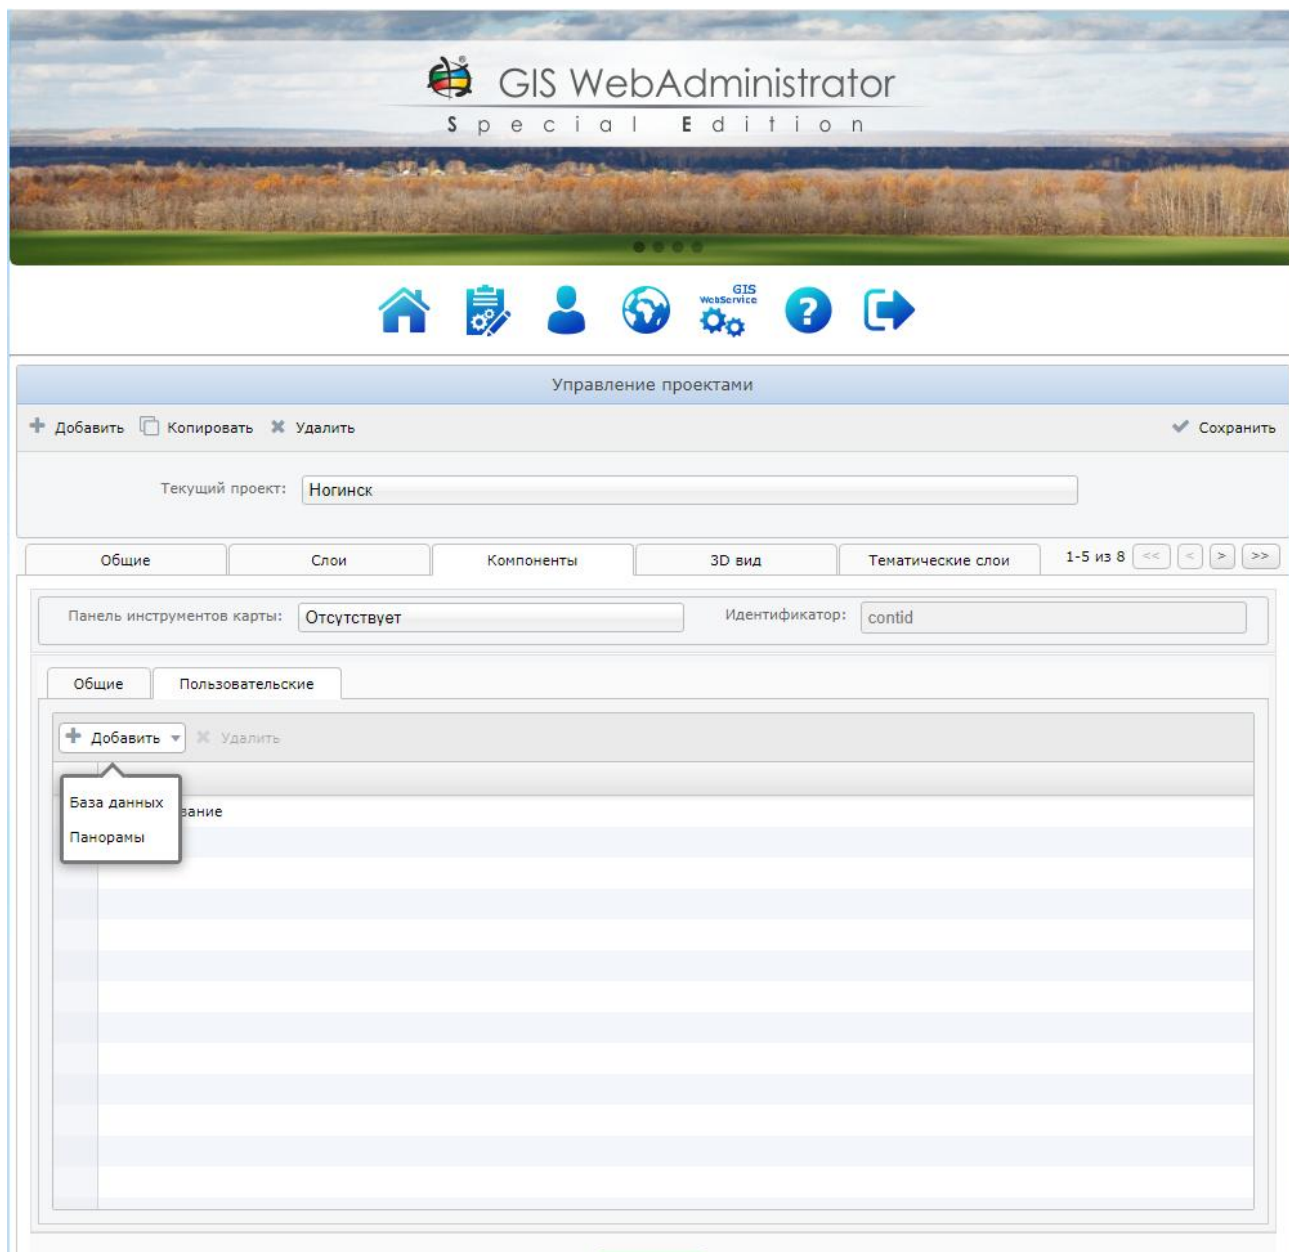 GIS WebAdministrator
Special Edition
GIS
WebService
?
Управление проектами
Добавить Копировать Удалить Сохранить
Текущий проект: Ногинск
Общие Слои Компоненты 3D вид Тематические слои 1-5 из 8 << < > >>
Панель инструментов карты: Отсутствует Идентификатор: contid
Общие Пользовательские
Добавить Удалить
База данных
вание
Панорамы